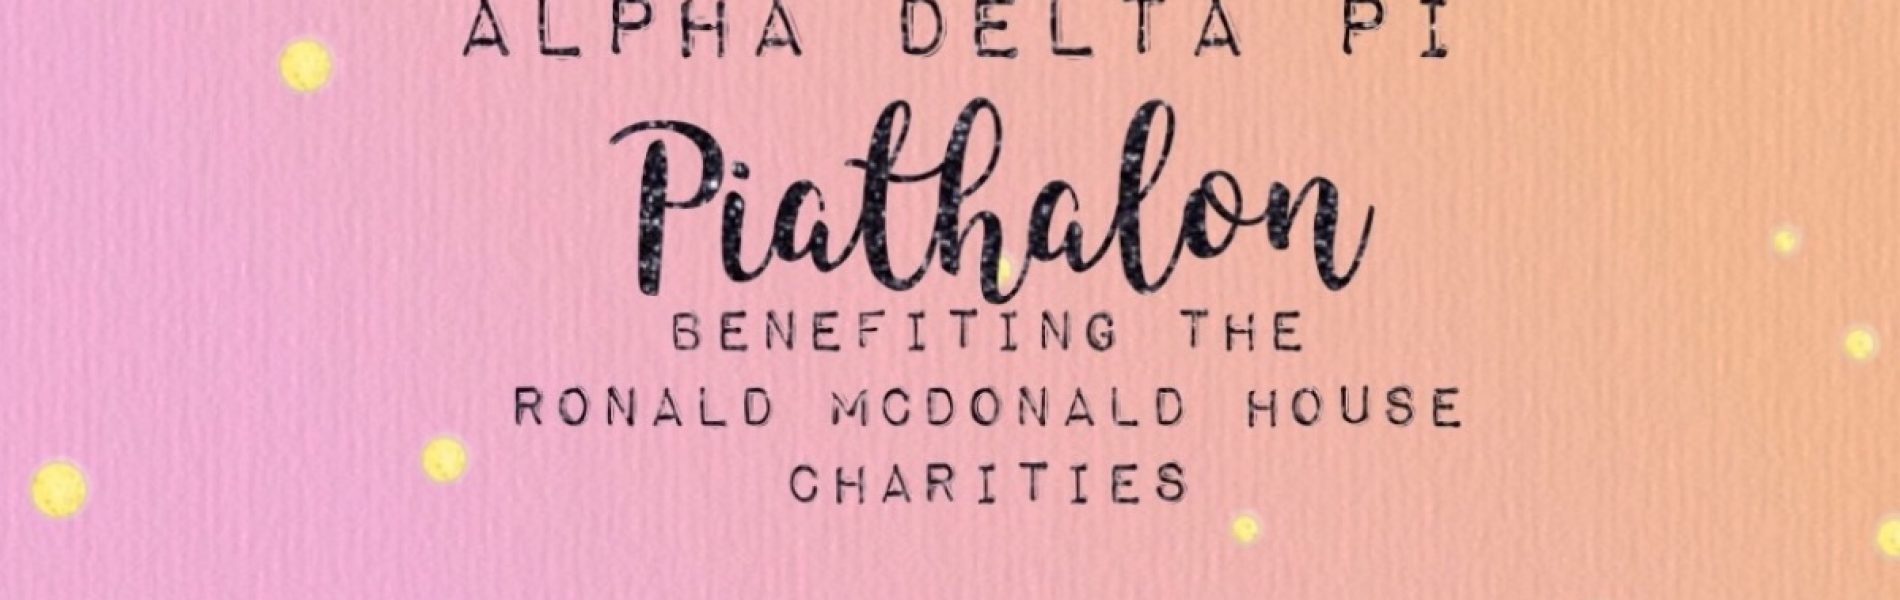 ALPHA DELTA PI
Piathalon
BENEFITING THE
RONALD MCDONALD HOUSE
CHARITIES